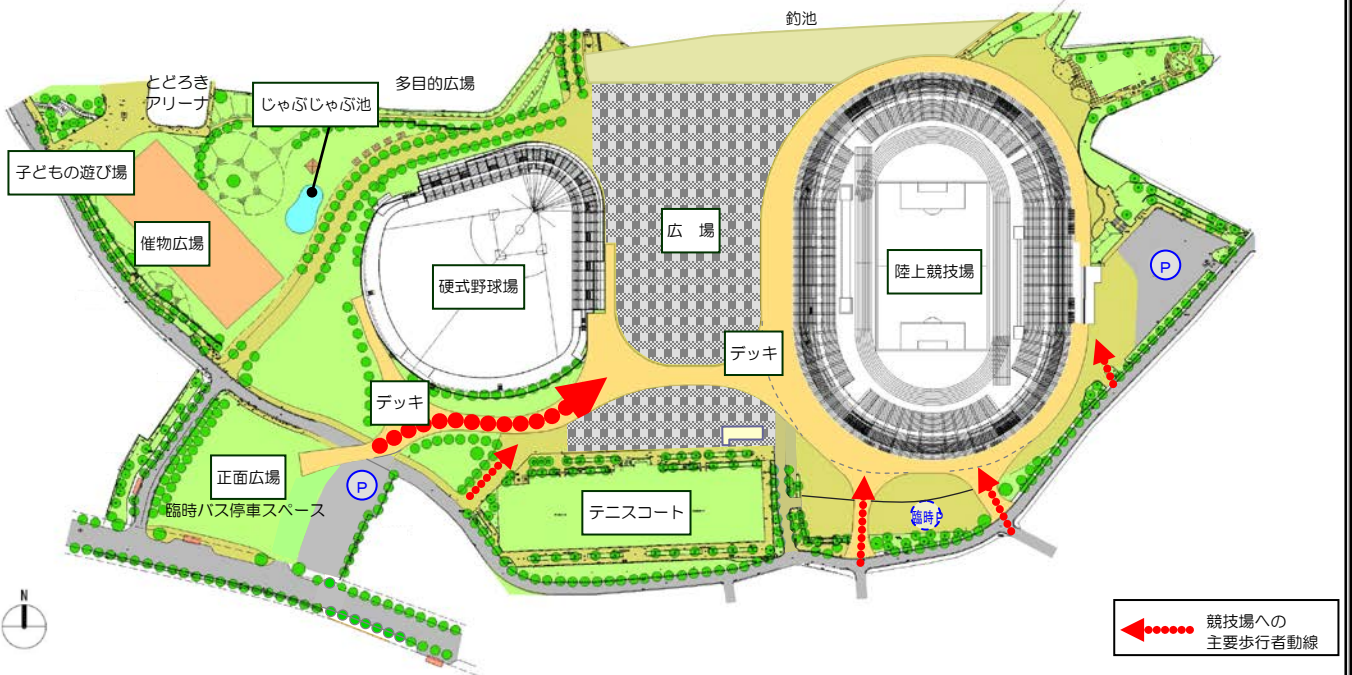 釣池
とどろき
アリーナ
じゃぶじゃぶ池
多目的広場
子どもの遊び場
催物広場
硬式野球場
広　場
陸上競技場
P
デッキ
デッキ
正面広場
臨時バス停車スペース
P
テニスコート
臨時P
N
競技場への
主要歩行者動線